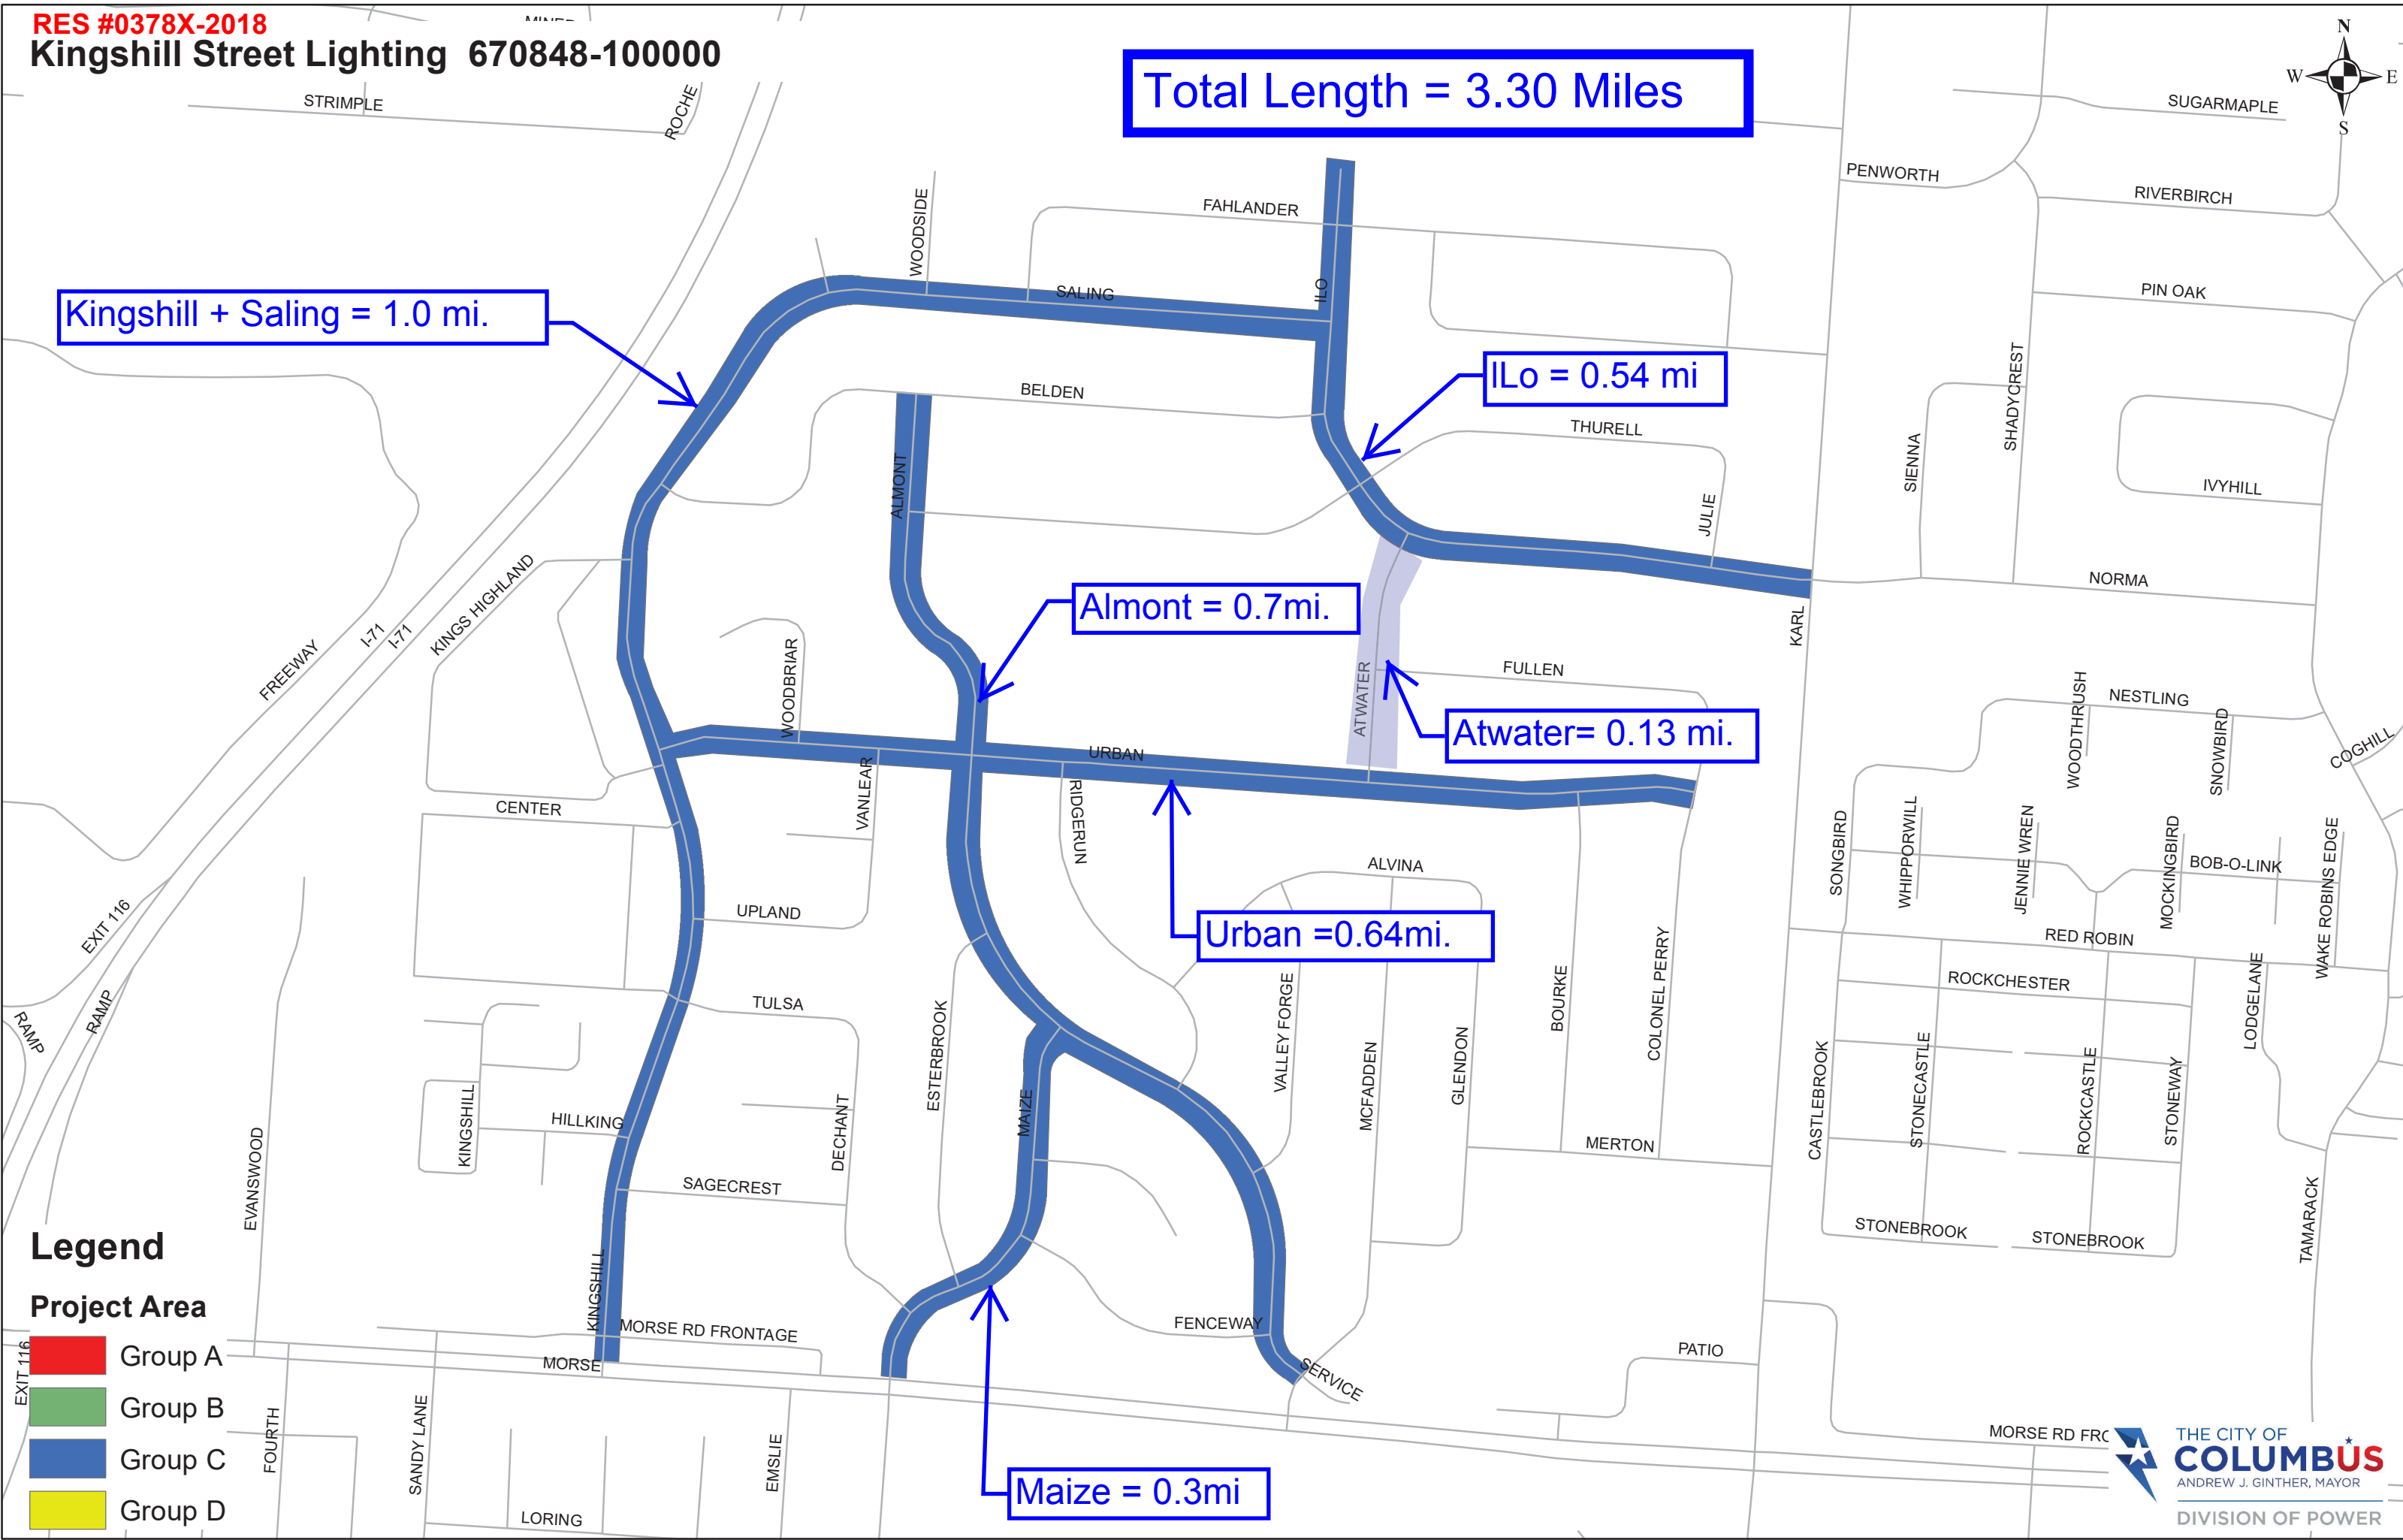 RES #0378X-2018
Kingshill Street Lighting 670848-100000
Total Length = 3.30 Miles
N
W E
S
STRIMPLE
ROCHE
SUGARMAPLE
PENWORTH
RIVERBIRCH
WOODSIDE
FAHLANDER
Kingshill + Saling = 1.0 mi.
SALING
ILO
PIN OAK
ILo = 0.54 mi
BELDEN
THURELL
SHADYCREST
SIENNA
ALMONT
IVYHILL
JULIE
KINGS HIGHLAND
NORMA
Almont = 0.7mi.
KARL
I-71
I-71
FREEWAY
WOODBRIAR
ATWATER
FULLEN
WOODTHRUSH
NESTLING
SNOWBIRD
Atwater= 0.13 mi.
COGHILL
URBAN
VANLEAR
RIDGERUN
CENTER
SONGBIRD
WHIPPORWILL
JENNIE WREN
MOCKINGBIRD
BOB-O-LINK
WAKE ROBINS EDGE
ALVINA
UPLAND
EXIT 116
Urban =0.64mi.
RED ROBIN
ROCKCHESTER
LODGELANE
RAMP
RAMP
TULSA
ESTERBROOK
VALLEY FORGE
MCFADDEN
GLENDON
BOURKE
COLONEL PERRY
CASTLEBROOK
STONECASTLE
ROCKCASTLE
STONEWAY
KINGSHILL
HILLKING
DECHANT
MAIZE
MERTON
EVANSWOOD
SAGECREST
STONEBROOK
STONEBROOK
TAMARACK
Legend
Project Area
KINGSHILL
MORSE RD FRONTAGE
FENCEWAY
SERVICE
PATIO
MORSE
EXIT 116
Group A
Group B
Group C
Group D
FOURTH
SANDY LANE
EMSLIE
LORING
Maize = 0.3mi
MORSE RD FRO
THE CITY OF
COLUMBUS
ANDREW J. GINTHER, MAYOR
DIVISION OF POWER